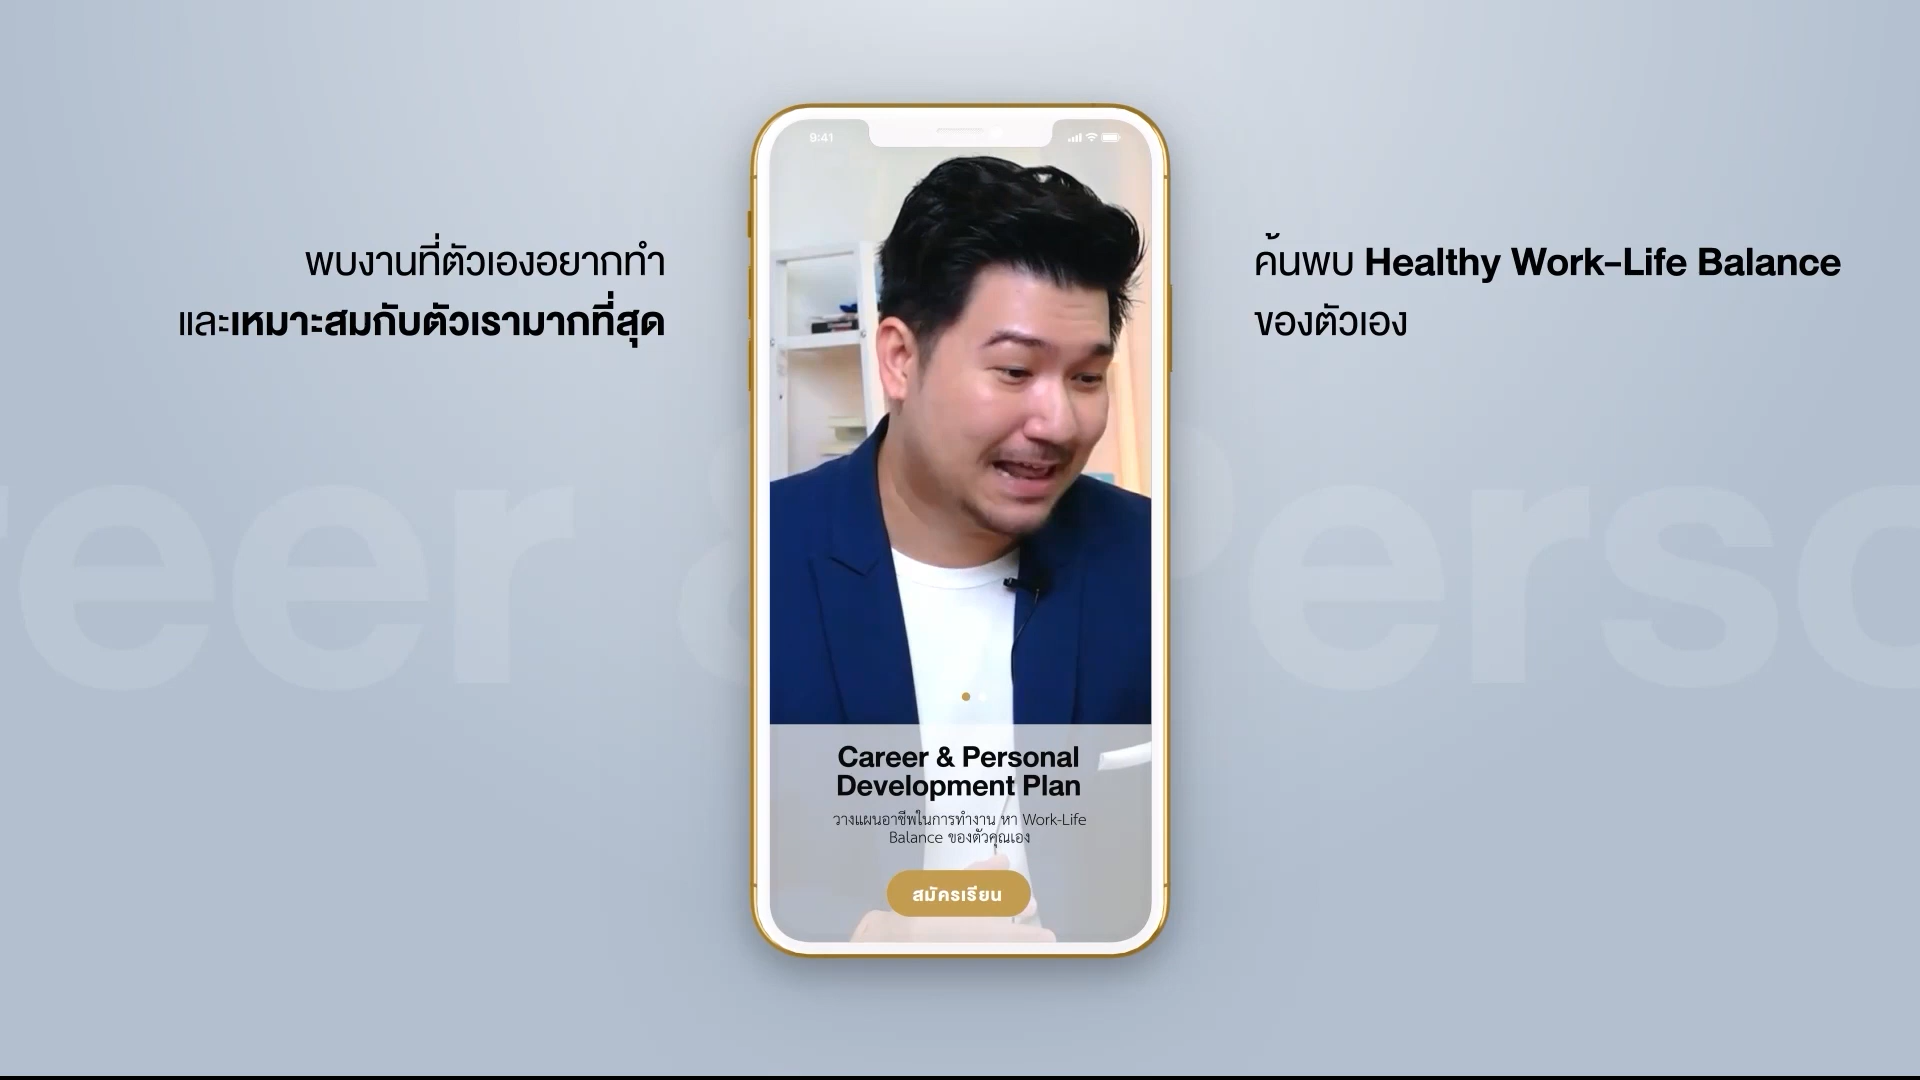 พบงานที่ตัวเองอยากทำ
และเหมาะสมกับตัวเรามากที่สุด
9:41
ค้นพบ Healthy Work-Life Balance
ของตัวเอง
eer & Perso
Career & Personal
Development Plan
วางแผนอาชีพในการทำงาน หา Work-Life
Balance ของตัวคุณเอง
สมัครเรียน